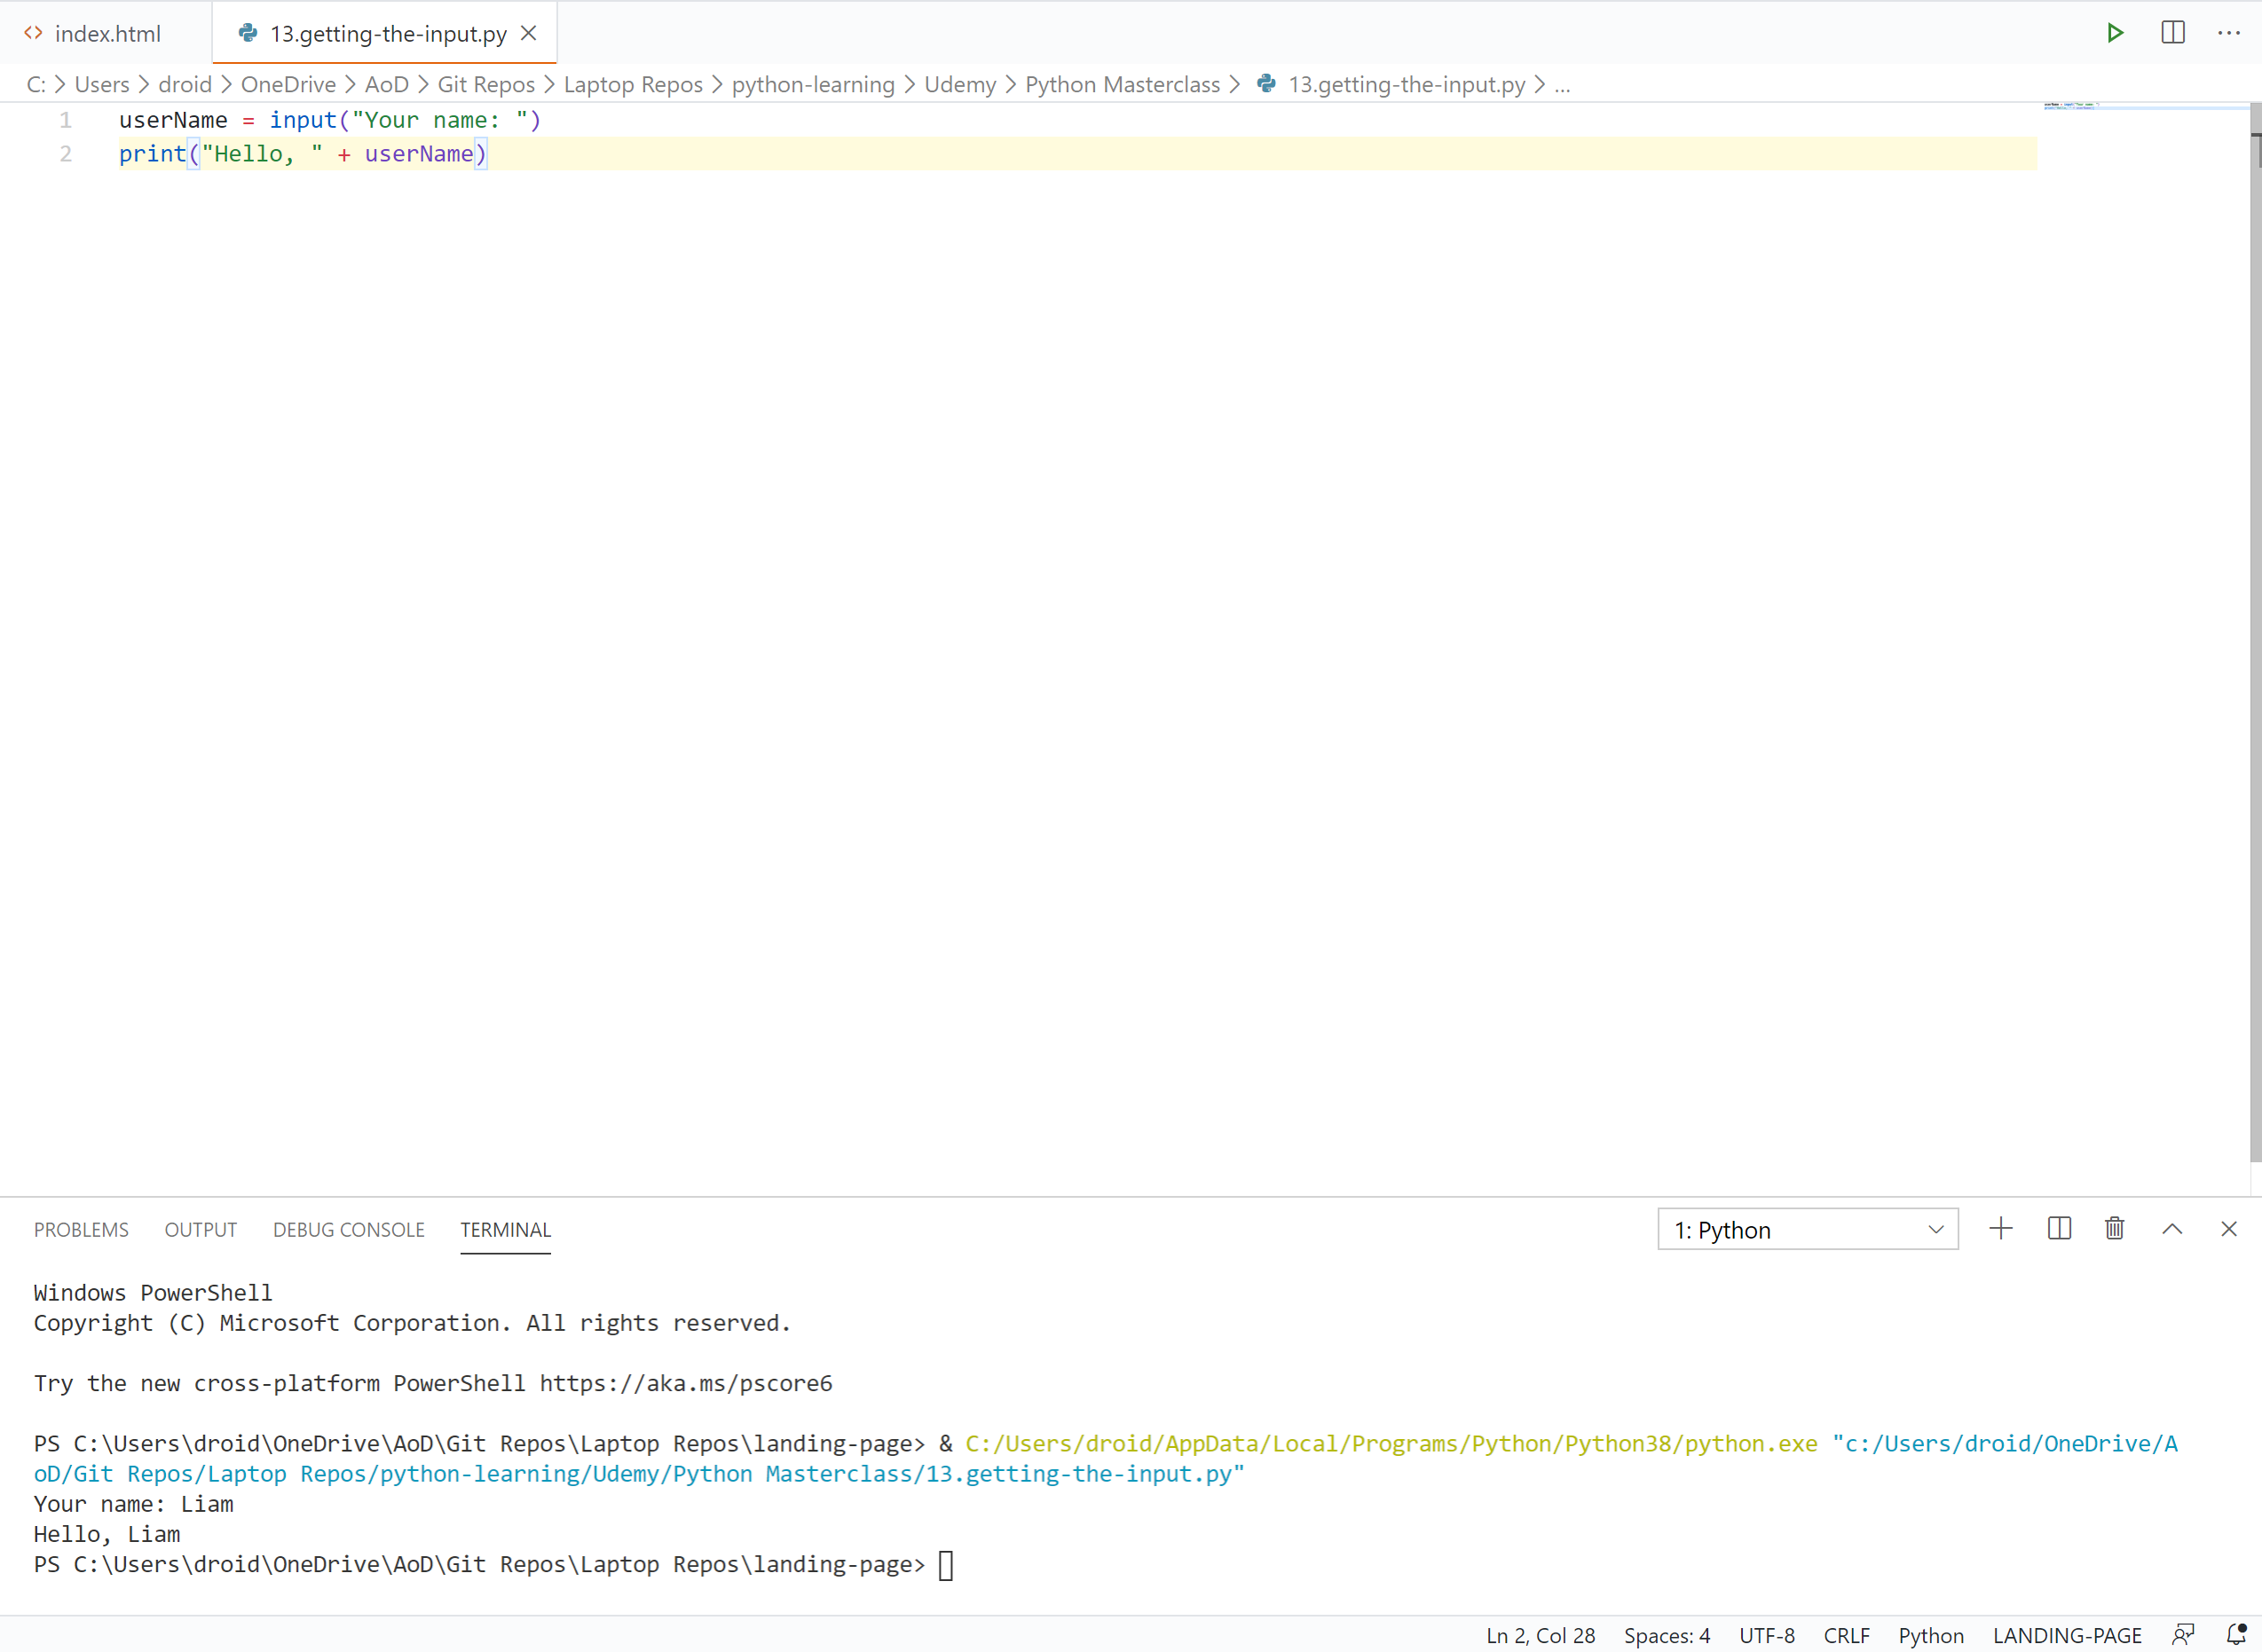 index.html
13.getting-the-input.py
C: > Users > droid > OneDrive > AoD > Git Repos > Laptop Repos > python-learning > Udemy > Python Masterclass > 13.getting-the-input.py > ...
1 userName = input("Your name: ")
2 print("Hello, " + userName)
PROBLEMS OUTPUT DEBUG CONSOLE TERMINAL 1: Python
Windows PowerShell
Copyright (C) Microsoft Corporation. All rights reserved.
Try the new cross-platform PowerShell https://aka.ms/pscore6
PS C:\Users\droid\OneDrive\AoD\Git Repos\Laptop Repos\landing-page> & C:/Users/droid/AppData/Local/Programs/Python/Python38/python.exe "c:/Users/droid/OneDrive/A
oD/Git Repos/Laptop Repos/python-learning/Udemy/Python Masterclass/13.getting-the-input.py"
Your name: Liam
Hello, Liam
PS C:\Users\droid\OneDrive\AoD\Git Repos\Laptop Repos\landing-page>
Ln 2, Col 28 Spaces: 4 UTF-8 CRLF Python LANDING-PAGE